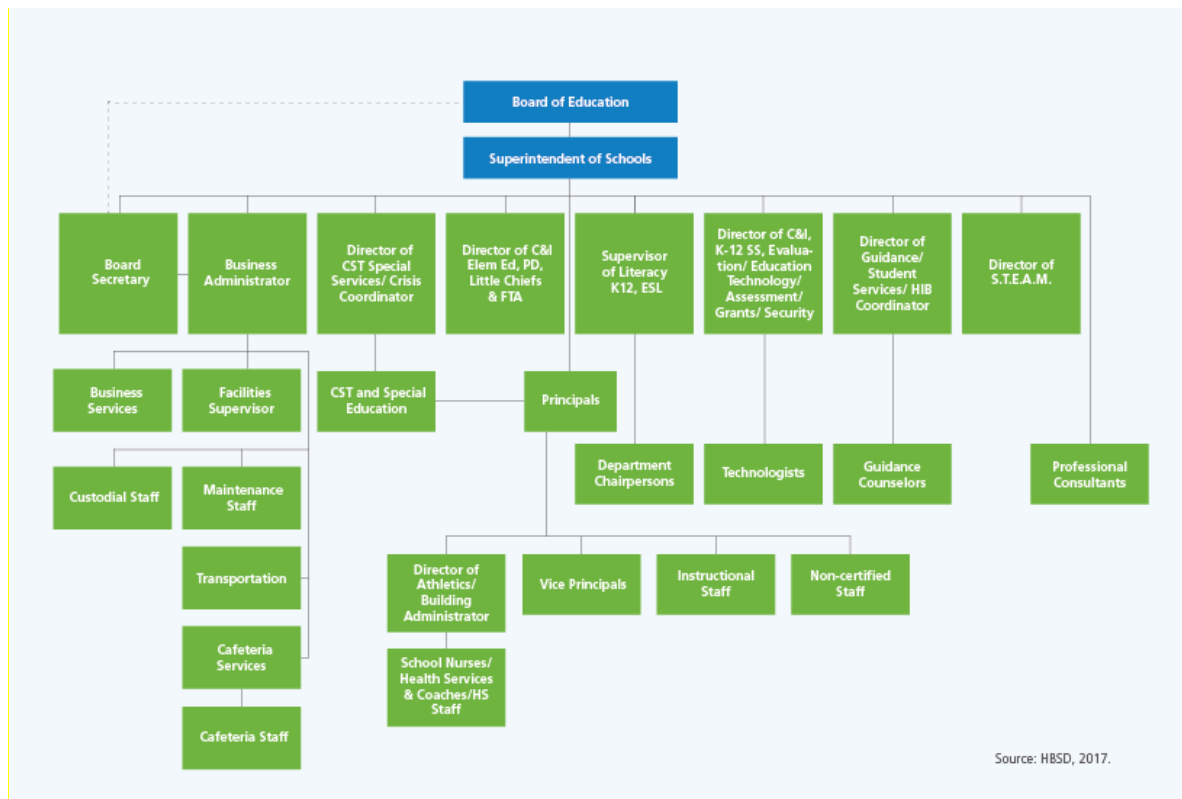 Board of Education
Superintendent of Schools
Board
Secretary
Business
Administrator
Director of
CST Special
Services/ Crisis
Coordinator
Director of C&I
Elem Ed, PD,
Little Chiefs
& FTA
Supervisor
of Literacy
K12, ESL
Director of C&I,
K-12 SS, Evalua-
tion/ Education
Technology/
Assessment/
Grants/ Security
Director of
Guidance/
Student
Services/ HIB
Coordinator
Director of
S.T.E.A.M.
Business
Services
Facilities
Supervisor
CST and Special
Education
Principals
Custodial Staff
Maintenance
Staff
Department
Chairpersons
Technologists
Guidance
Counselors
Professional
Consultants
Transportation
Director of
Athletics/
Building
Administrator
Vice Principals
Instructional
Staff
Non-certified
Staff
Cafeteria
Services
School Nurses/
Health Services
& Coaches/HS
Staff
Cafeteria Staff
Source: HBSD, 2017.